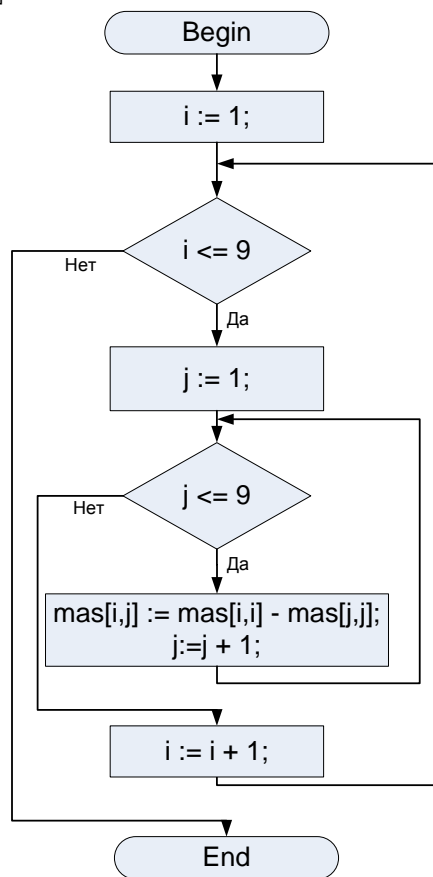 Begin
i := 1;
i <= 9
Нет
Да
j := 1;
j <= 9
Нет
Да
mas[i,j] := mas[i,i] - mas[j,j];
j:=j + 1;
i := i + 1;
End